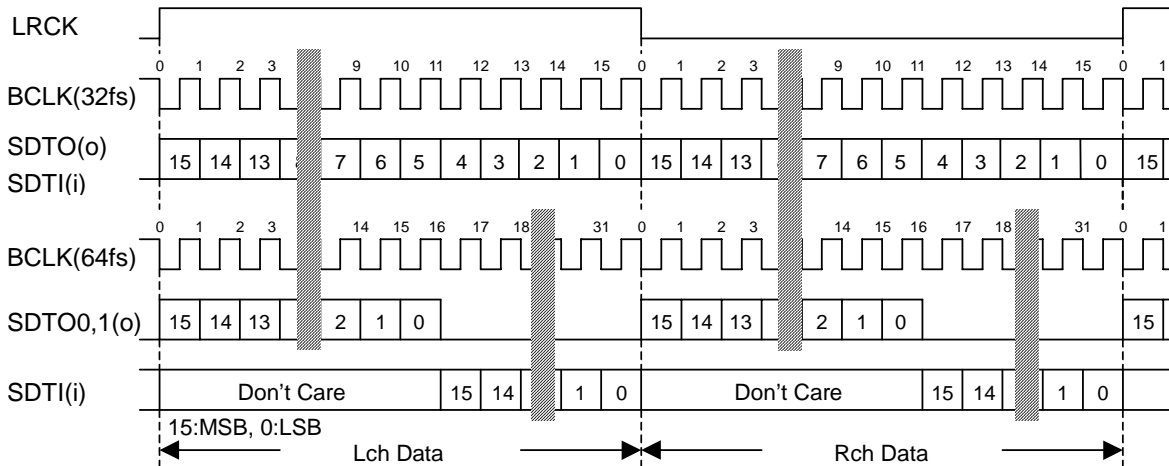 LRCK
0 1 2 3 9 10 11 12 13 14 15 0 1 2 3 9 10 11 12 13 14 15 0 1
BCLK(32fs)
SDTO(o)
15 14 13 7 6 5 4 3 2 1 0 15 14 13 7 6 5 4 3 2 1 0 15
SDTI(i)
0 1 2 3 14 15 16 17 18 31 0 1 2 3 14 15 16 17 18 31 0 1
BCLK(64fs)
SDTO0,1(o)
15 14 13 2 1 0 15 14 13 2 1 0 15
SDTI(i)
Don't Care 15 14 1 0 Don't Care 15 14 1 0
15:MSB, 0:LSB
Lch Data Rch Data